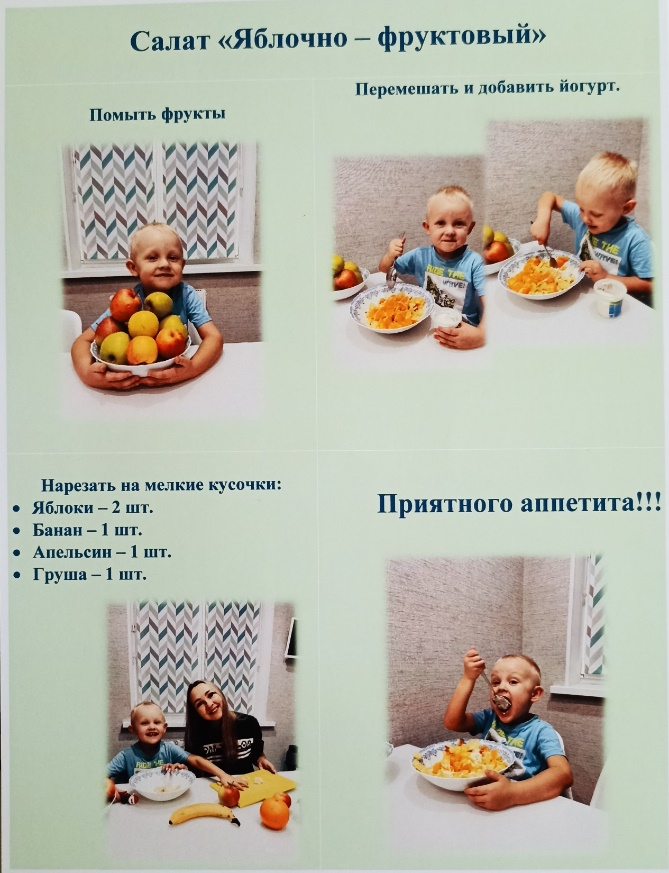 Салат «Яблочно – фруктовый»
Помыть фрукты
Перемешать и добавить йогурт.
Нарезать на мелкие кусочки:
• Яблоки – 2 шт.
• Банан – 1 шт.
• Апельсин – 1 шт.
• Груша – 1 шт.
Приятного аппетита!!!